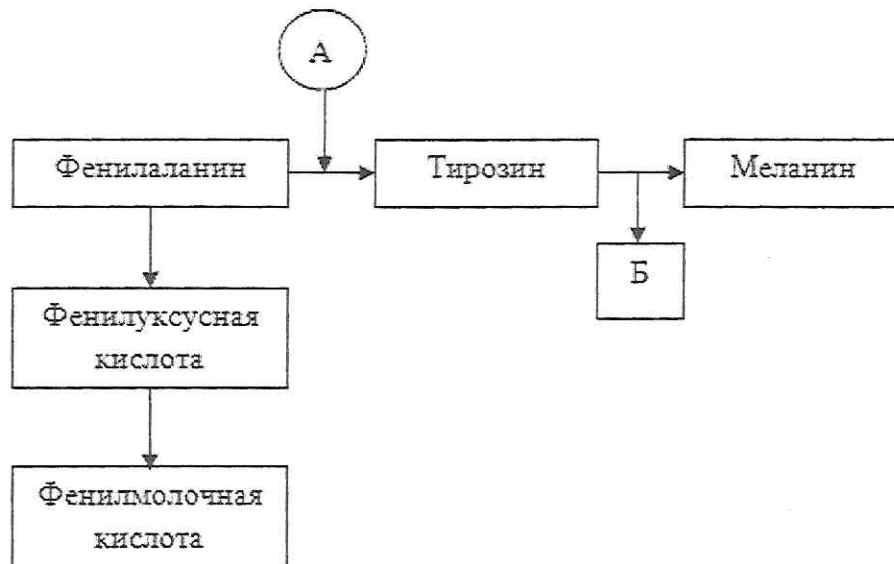 А
Фенилаланин
Тирозин
Меланин
Б
Фенилуксусная
кислота
Фенилмолочная
кислота